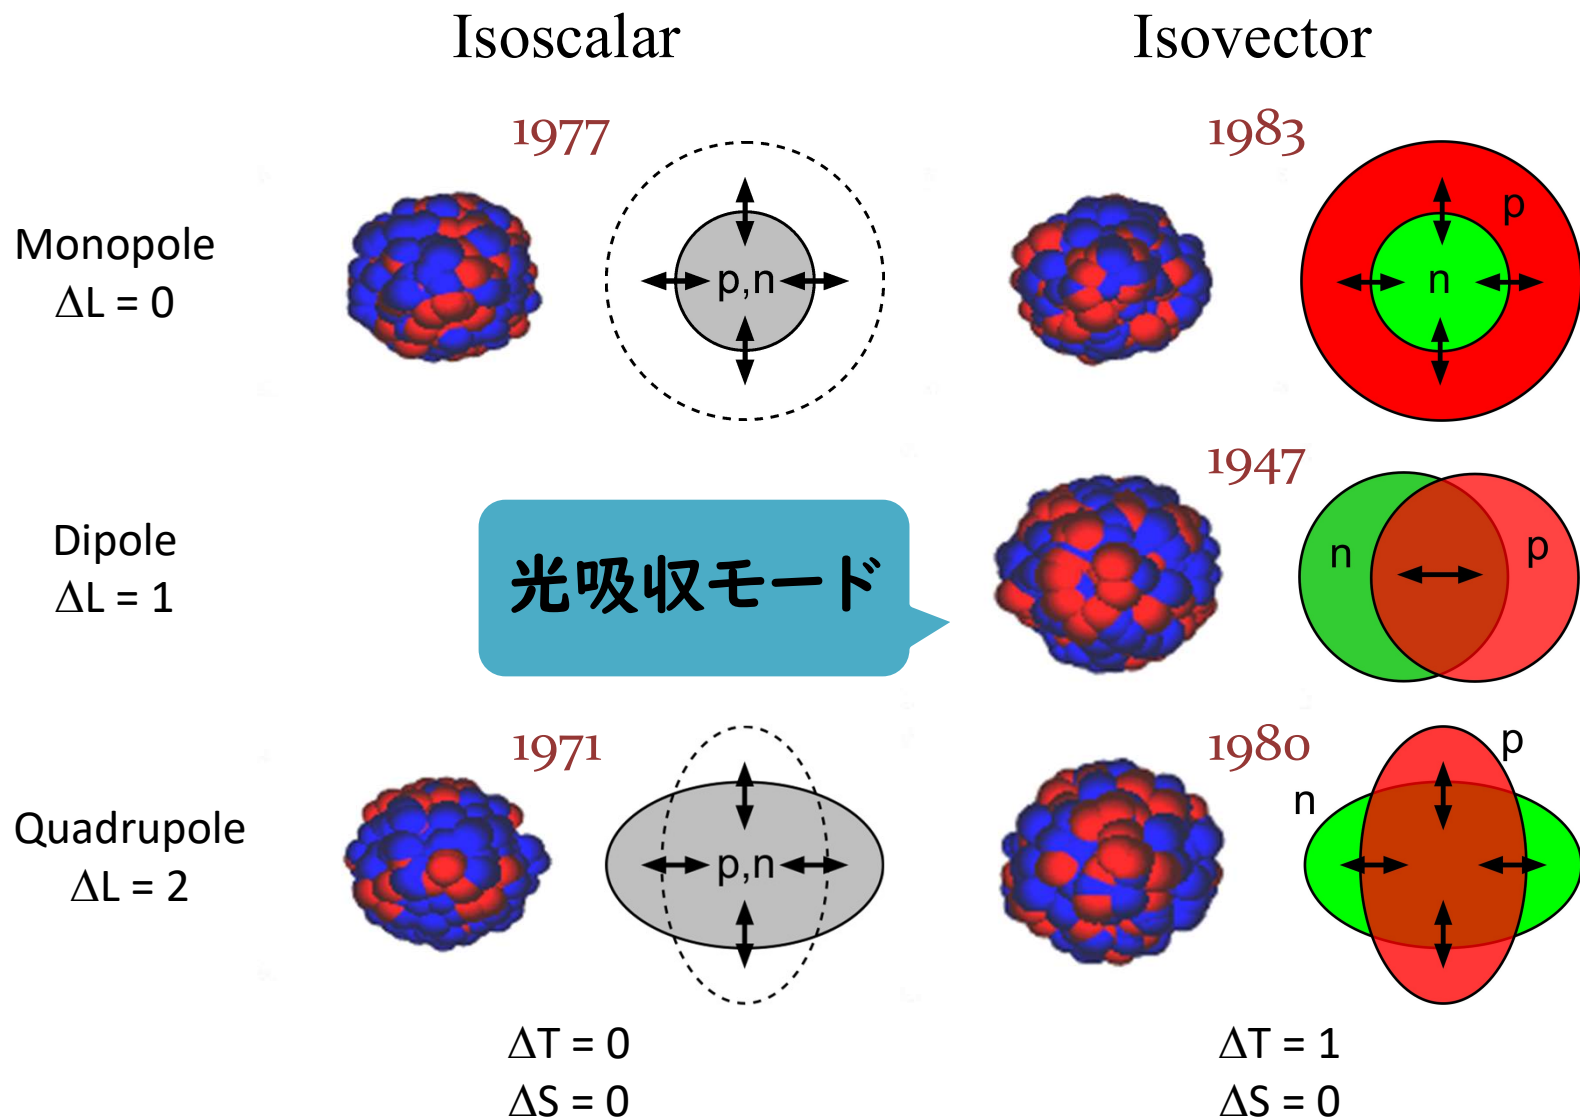 Isoscalar
Isovector
1977
1983
Monopole
ΔL = 0
p,n
p
n
1947
Dipole
ΔL = 1
光吸収モード
n
p
1971
1980
Quadrupole
ΔL = 2
p,n
p
n
ΔT = 0
ΔS = 0
ΔT = 1
ΔS = 0